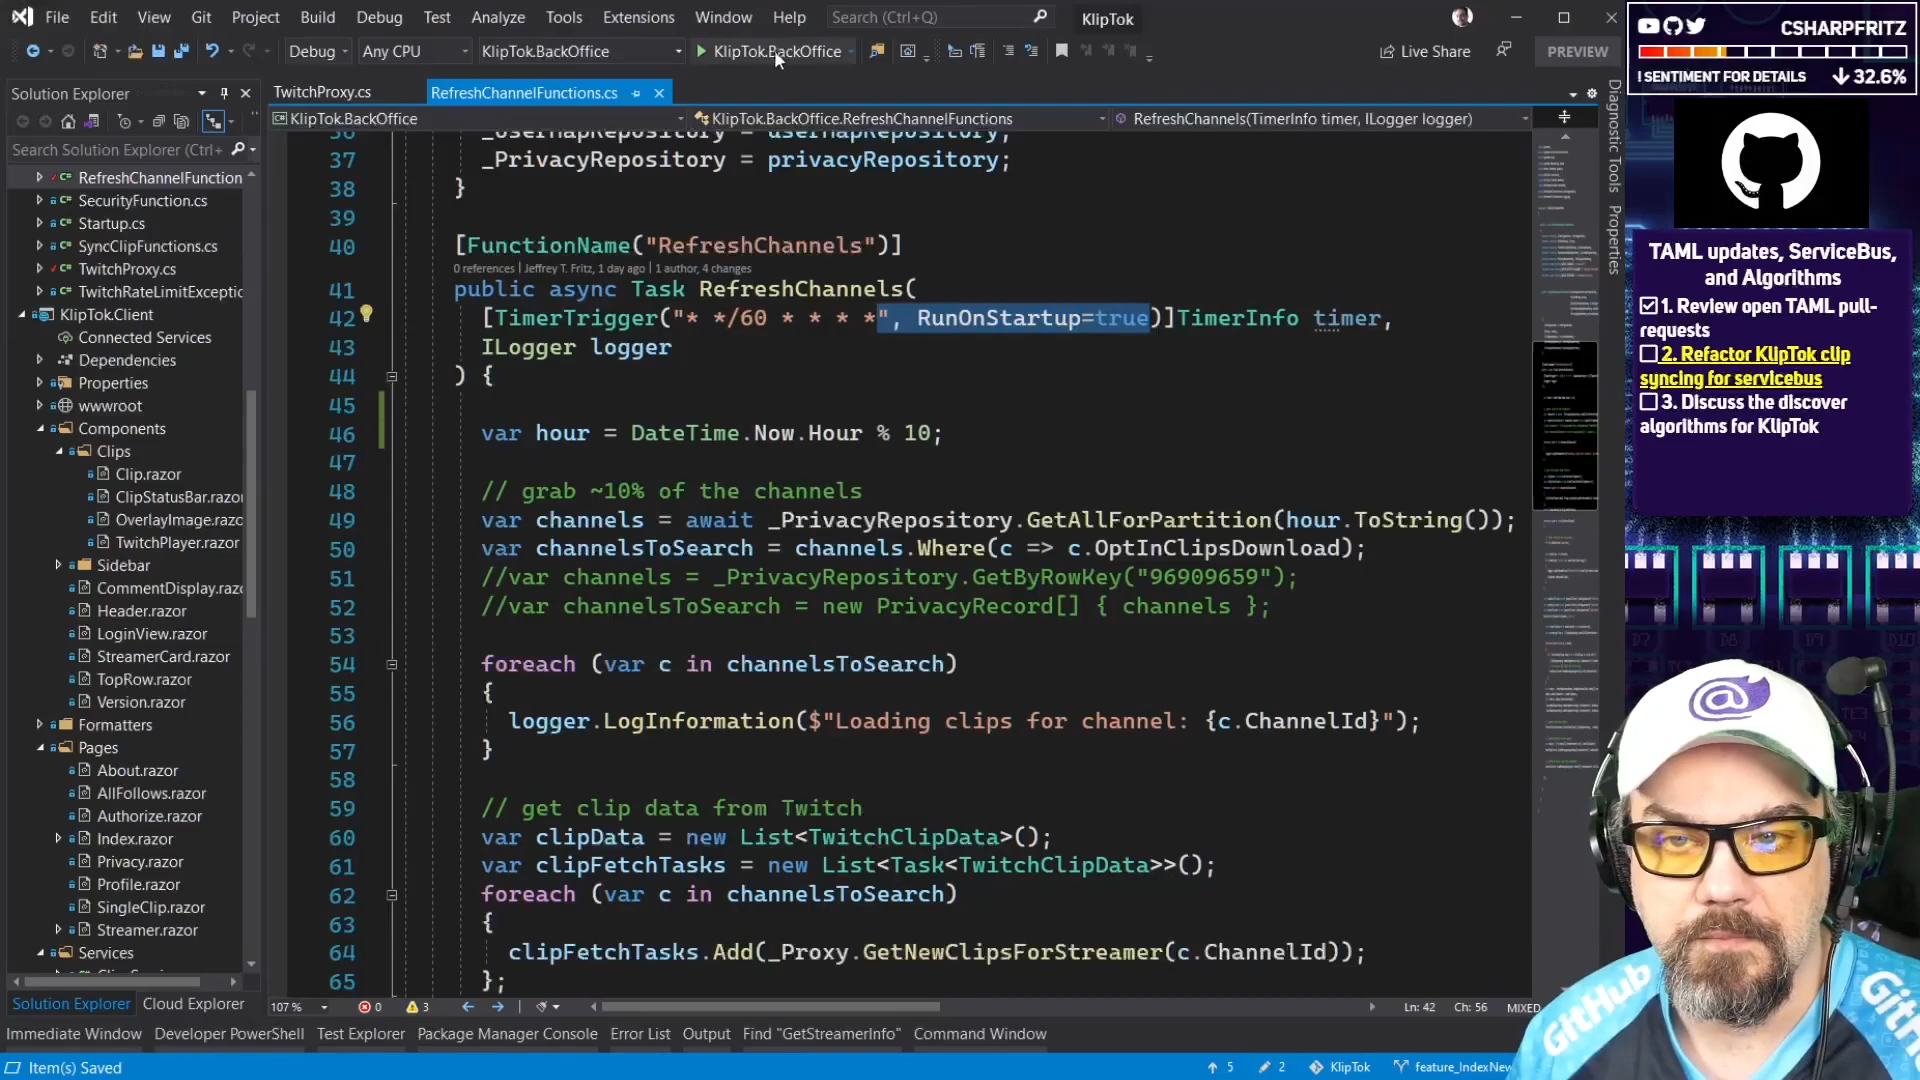 File Edit View Git Project Build Debug Test Analyze Tools Extensions Window Help Search (Ctrl+Q) KlipTok
Debug Any CPU KlipTok.BackOffice KlipTok.BackOffice Live Share PREVIEW
Solution Explorer
Search Solution Explorer (Ctrl+
RefreshChannelFunction
SecurityFunction.cs
Startup.cs
SyncClipFunctions.cs
TwitchProxy.cs
TwitchRateLimitExceptic
KlipTok.Client
Connected Services
Dependencies
Properties
wwwroot
Components
Clips
Clip.razor
ClipStatusBar.razor
OverlayImage.razo
TwitchPlayer.razor
Sidebar
CommentDisplay.razo
Header.razor
LoginView.razor
StreamerCard.razor
TopRow.razor
Version.razor
Formatters
Pages
About.razor
AllFollows.razor
Authorize.razor
Index.razor
Privacy.razor
Profile.razor
SingleClip.razor
Streamer.razor
Services
Solution Explorer Cloud Explorer
TwitchProxy.cs RefreshChannelFunctions.cs
KlipTok.BackOffice KlipTok.BackOffice.RefreshChannelFunctions RefreshChannels(TimerInfo timer, ILogger logger)
36 _UserMapRepository = userMapRepository;
37 _PrivacyRepository = privacyRepository;
38 }
39
40 [FunctionName("RefreshChannels")]
0 references | Jeffrey T. Fritz, 1 day ago | 1 author, 4 changes
41 public async Task RefreshChannels(
42 [TimerTrigger("* */60 * * * *", RunOnStartup=true)]TimerInfo timer,
43 ILogger logger
44 ) {
45
46 var hour = DateTime.Now.Hour % 10;
47
48 // grab ~10% of the channels
49 var channels = await _PrivacyRepository.GetAllForPartition(hour.ToString());
50 var channelsToSearch = channels.Where(c => c.OptInClipsDownload);
51 //var channels = _PrivacyRepository.GetByRowKey("96909659");
52 //var channelsToSearch = new PrivacyRecord[] { channels };
53
54 foreach (var c in channelsToSearch)
55 {
56 logger.LogInformation($"Loading clips for channel: {c.ChannelId}");
57 }
58
59 // get clip data from Twitch
60 var clipData = new List<TwitchClipData>();
61 var clipFetchTasks = new List<Task<TwitchClipData>>();
62 foreach (var c in channelsToSearch)
63 {
64 clipFetchTasks.Add(_Proxy.GetNewClipsForStreamer(c.ChannelId));
65 };
107 % 0 3 Ln: 42 Ch: 56 MIXED
Immediate Window Developer PowerShell Test Explorer Package Manager Console Error List Output Find "GetStreamerInfo" Command Window
Item(s) Saved 5 2 KlipTok feature_IndexNew
Diagnostic Tools
Properties
CSHARPFRITZ
! SENTIMENT FOR DETAILS 32.6%
TAML updates, ServiceBus,
and Algorithms
1. Review open TAML pull-
requests
2. Refactor KlipTok clip
syncing for servicebus
3. Discuss the discover
algorithms for KlipTok
@
GitHub
GitHub